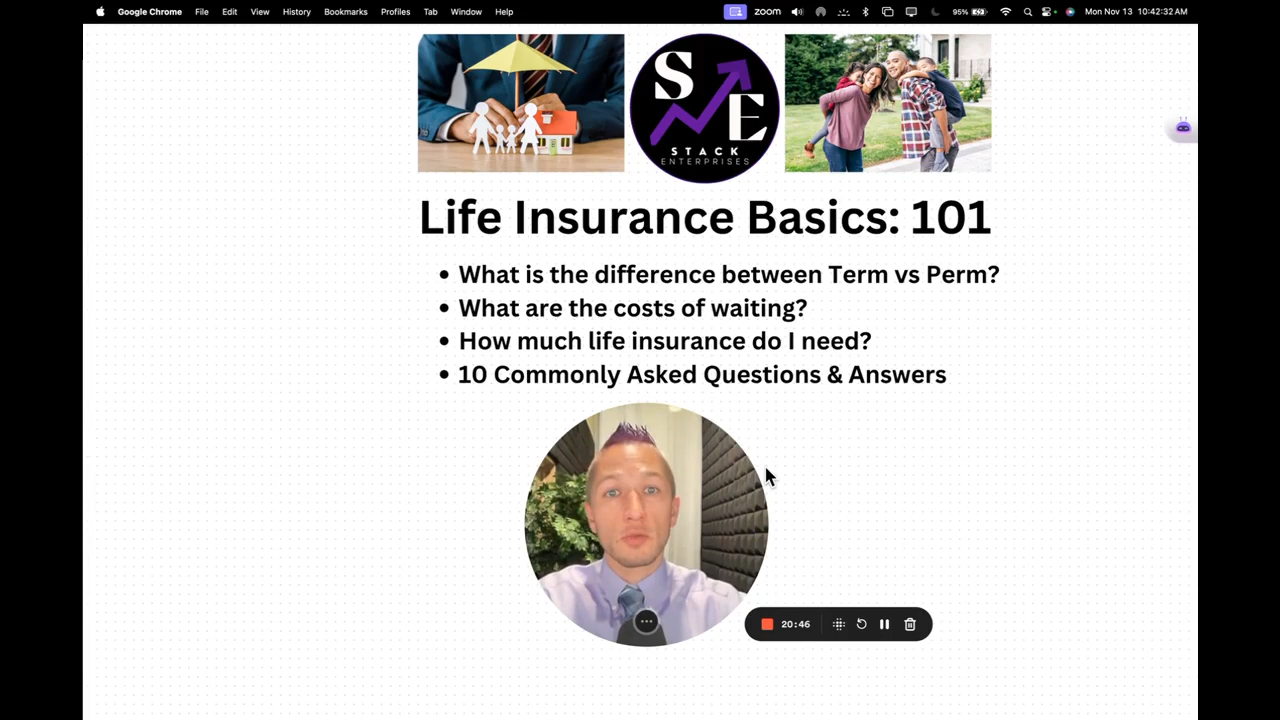 Google Chrome File Edit View History Bookmarks Profiles Tab Window Help zoom 95% Mon Nov 13 10:42:32 AM
S
E
STACK
ENTERPRISES
Life Insurance Basics: 101
• What is the difference between Term vs Perm?
• What are the costs of waiting?
• How much life insurance do I need?
• 10 Commonly Asked Questions & Answers
20:46